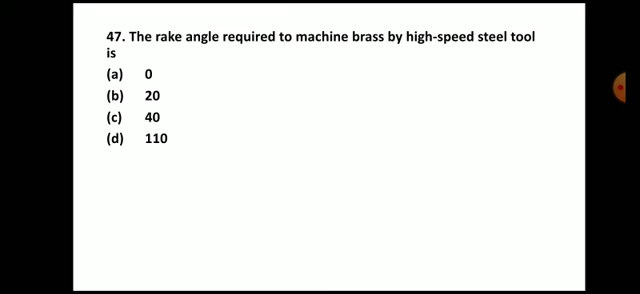 47. The rake angle required to machine brass by high-speed steel tool
is
(a) 0
(b) 20
(c) 40
(d) 110